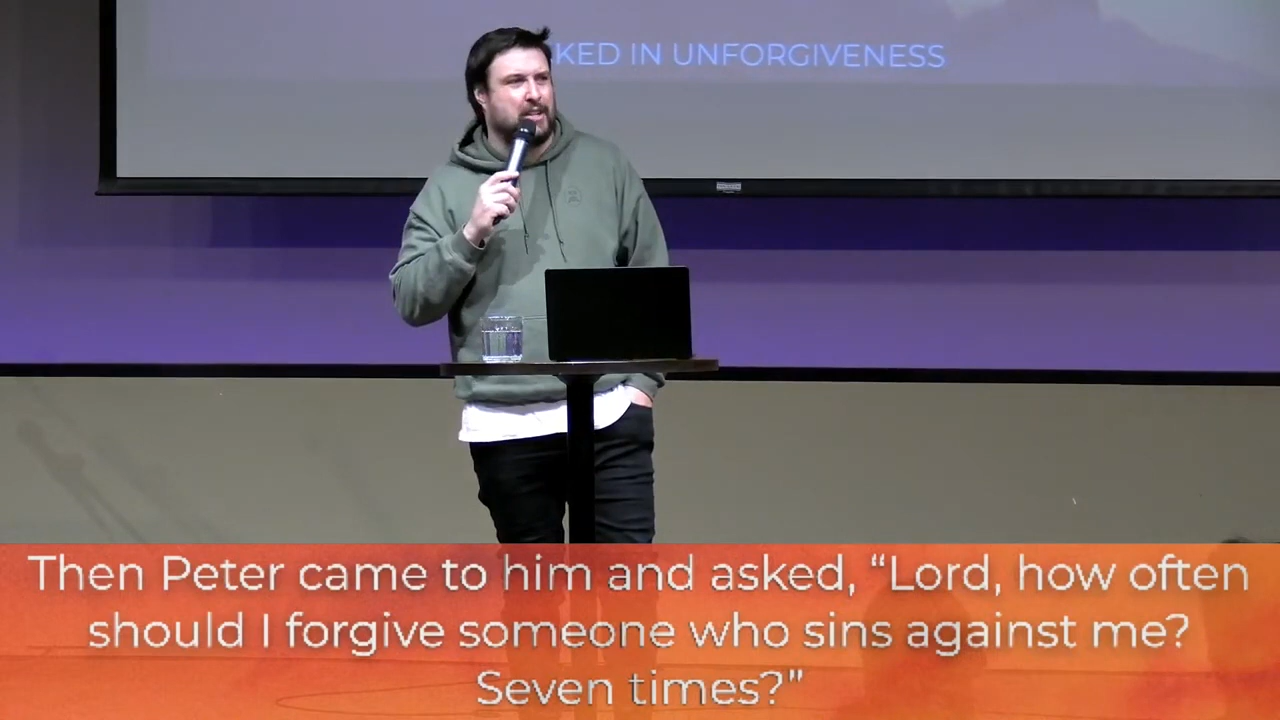 KED IN UNFORGIVENESS
Then Peter came to him and asked, “Lord, how often
should I forgive someone who sins against me?
Seven times?”